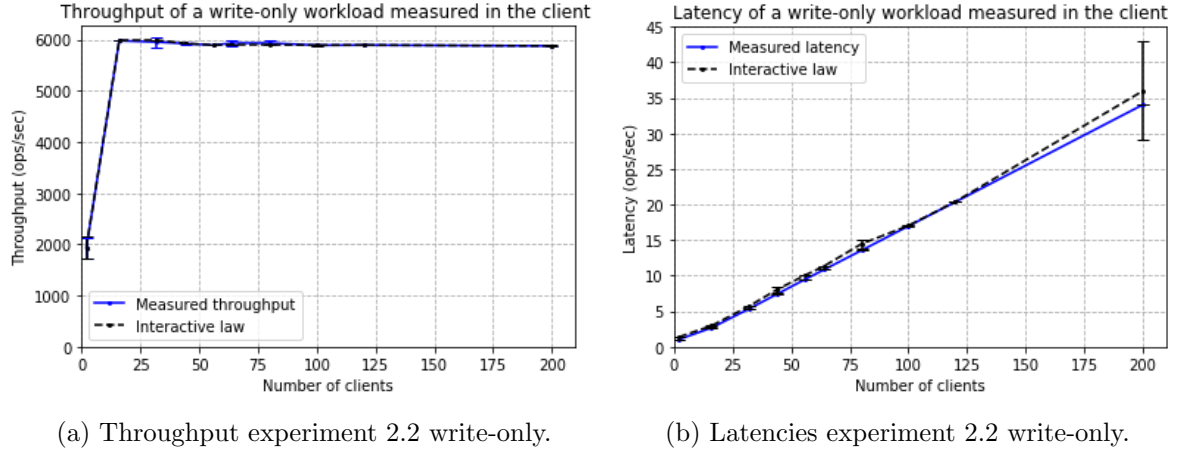 Throughput of a write-only workload measured in the client
6000
5000
4000
3000
2000
1000
0
Throughput (ops/sec)
0 25 50 75 100 125 150 175 200
Number of clients
Measured throughput
Interactive law
(a) Throughput experiment 2.2 write-only.
Latency of a write-only workload measured in the client
45
40
35
30
25
20
15
10
5
0
Latency (ops/sec)
0 25 50 75 100 125 150 175 200
Number of clients
Measured latency
Interactive law
(b) Latencies experiment 2.2 write-only.